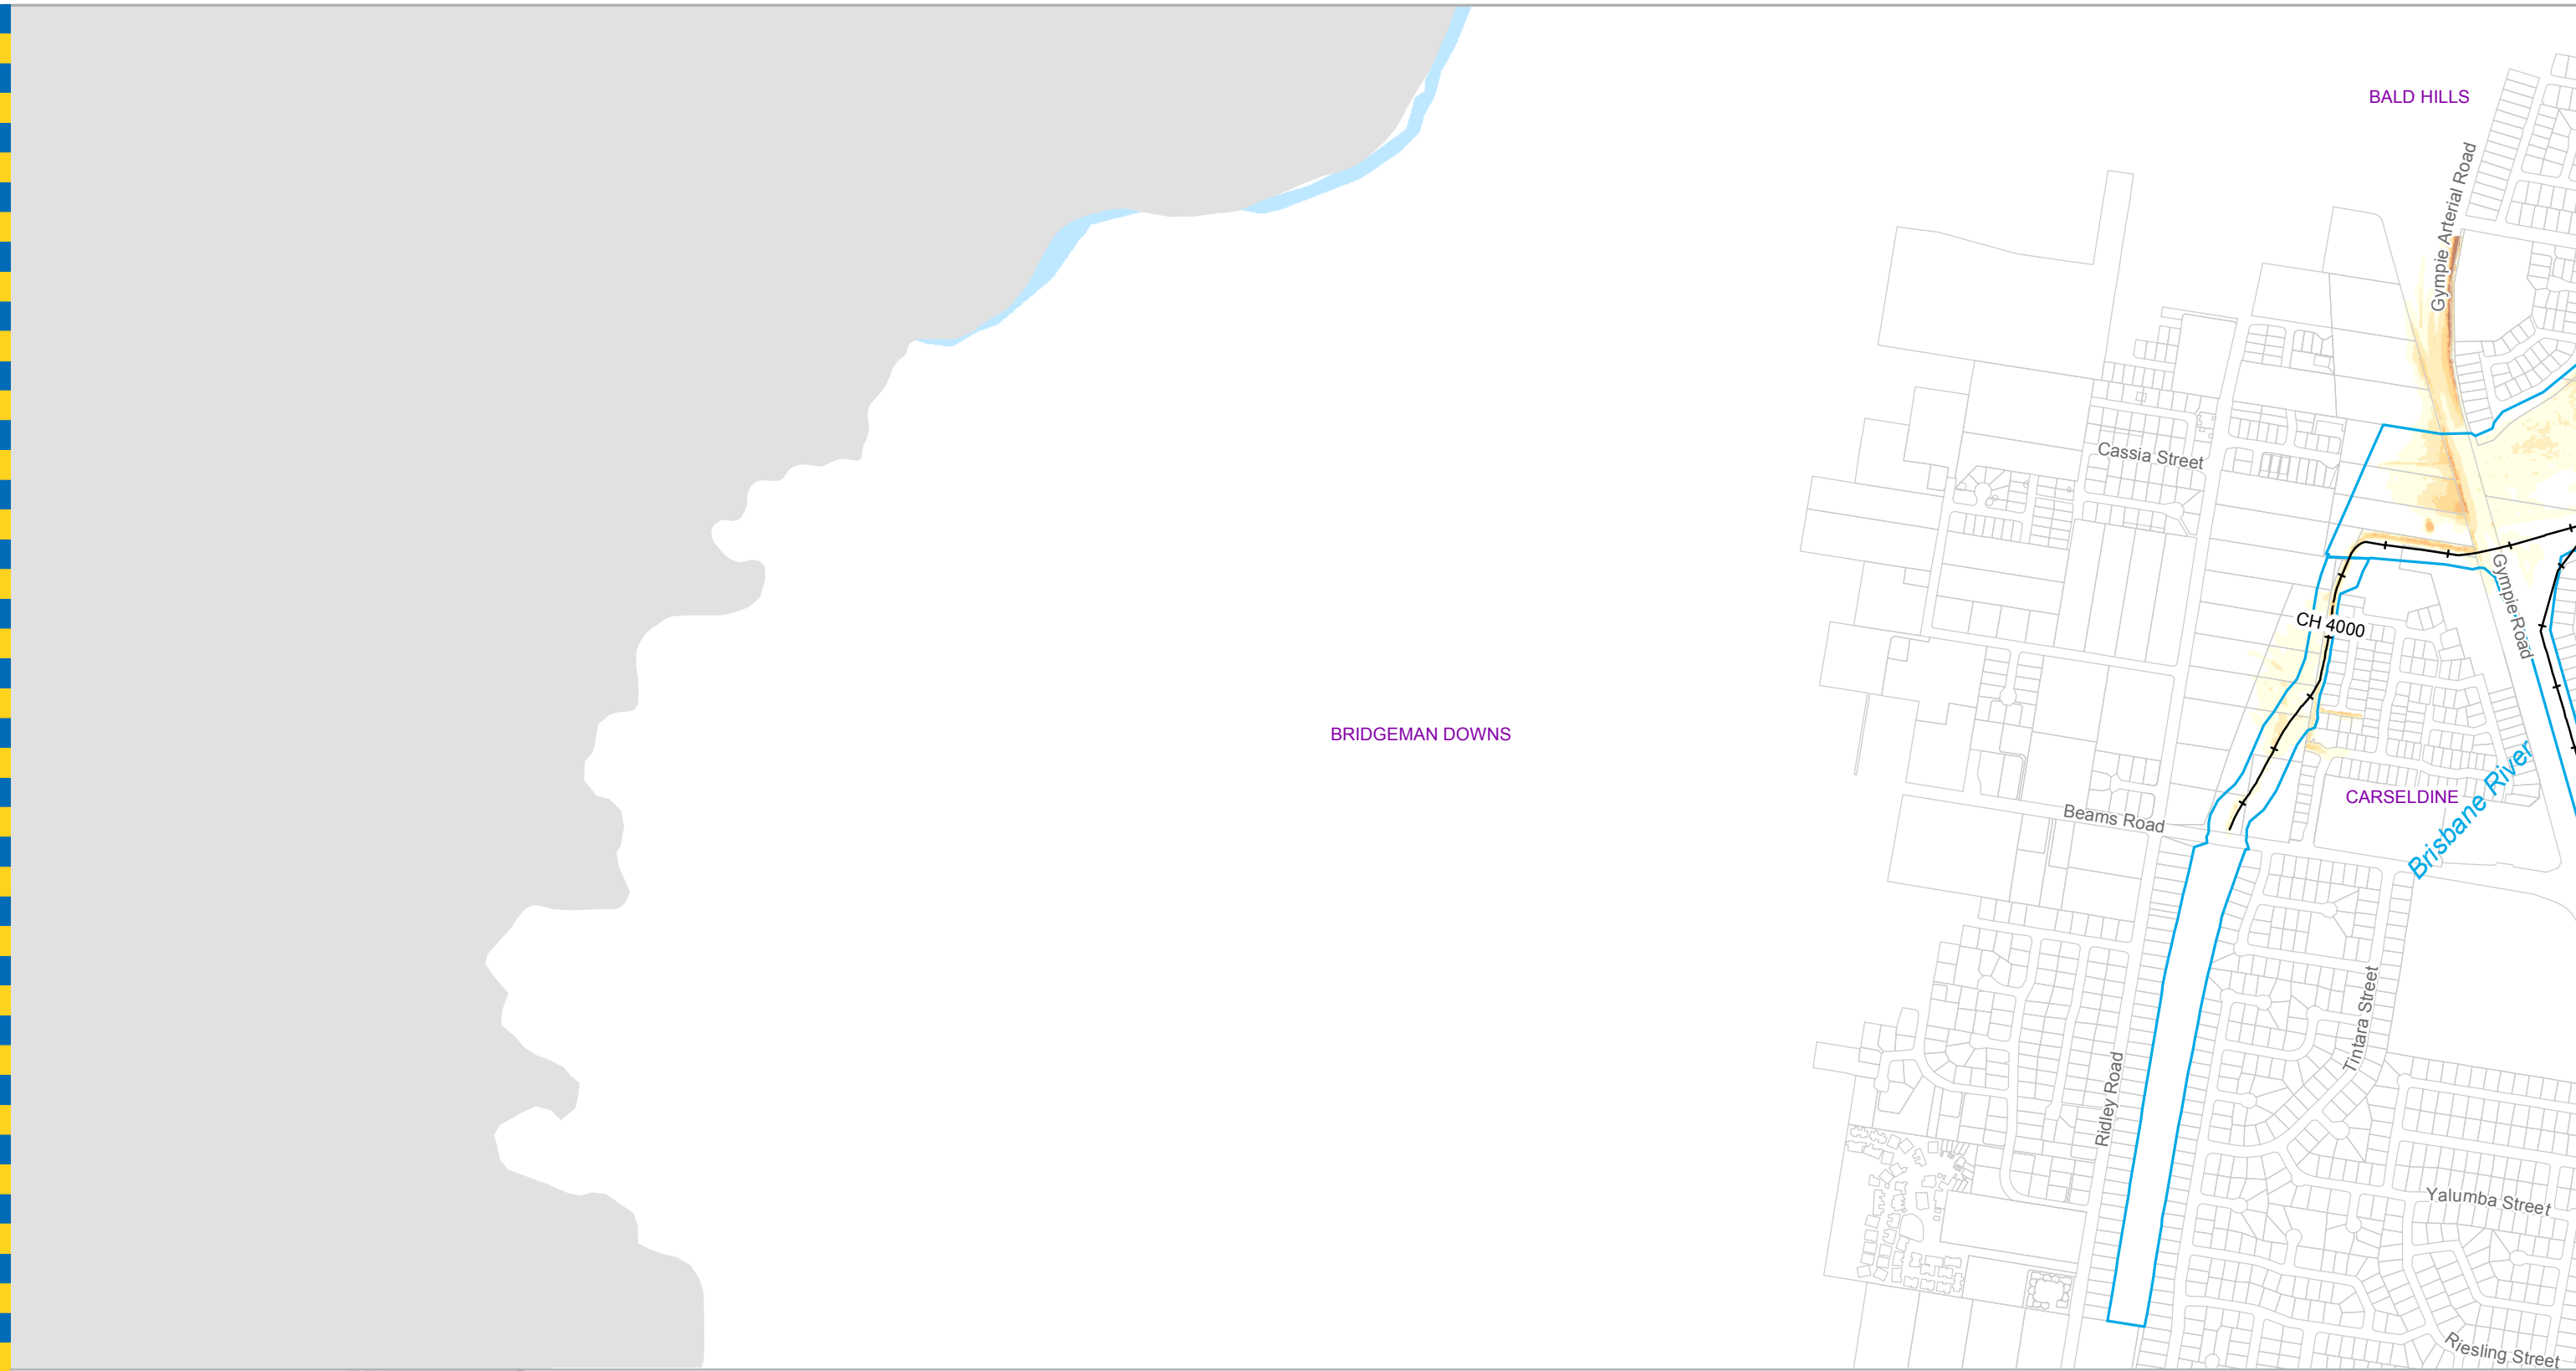 BALD HILLS
Gympie Arterial Road
Cassia Street
Gympie Road
CH 4000
BRIDGEMAN DOWNS
CARSELDINE
Brisbane River
Beams Road
Tintara Street
Ridley Road
Yalumba Street
Riesling Street